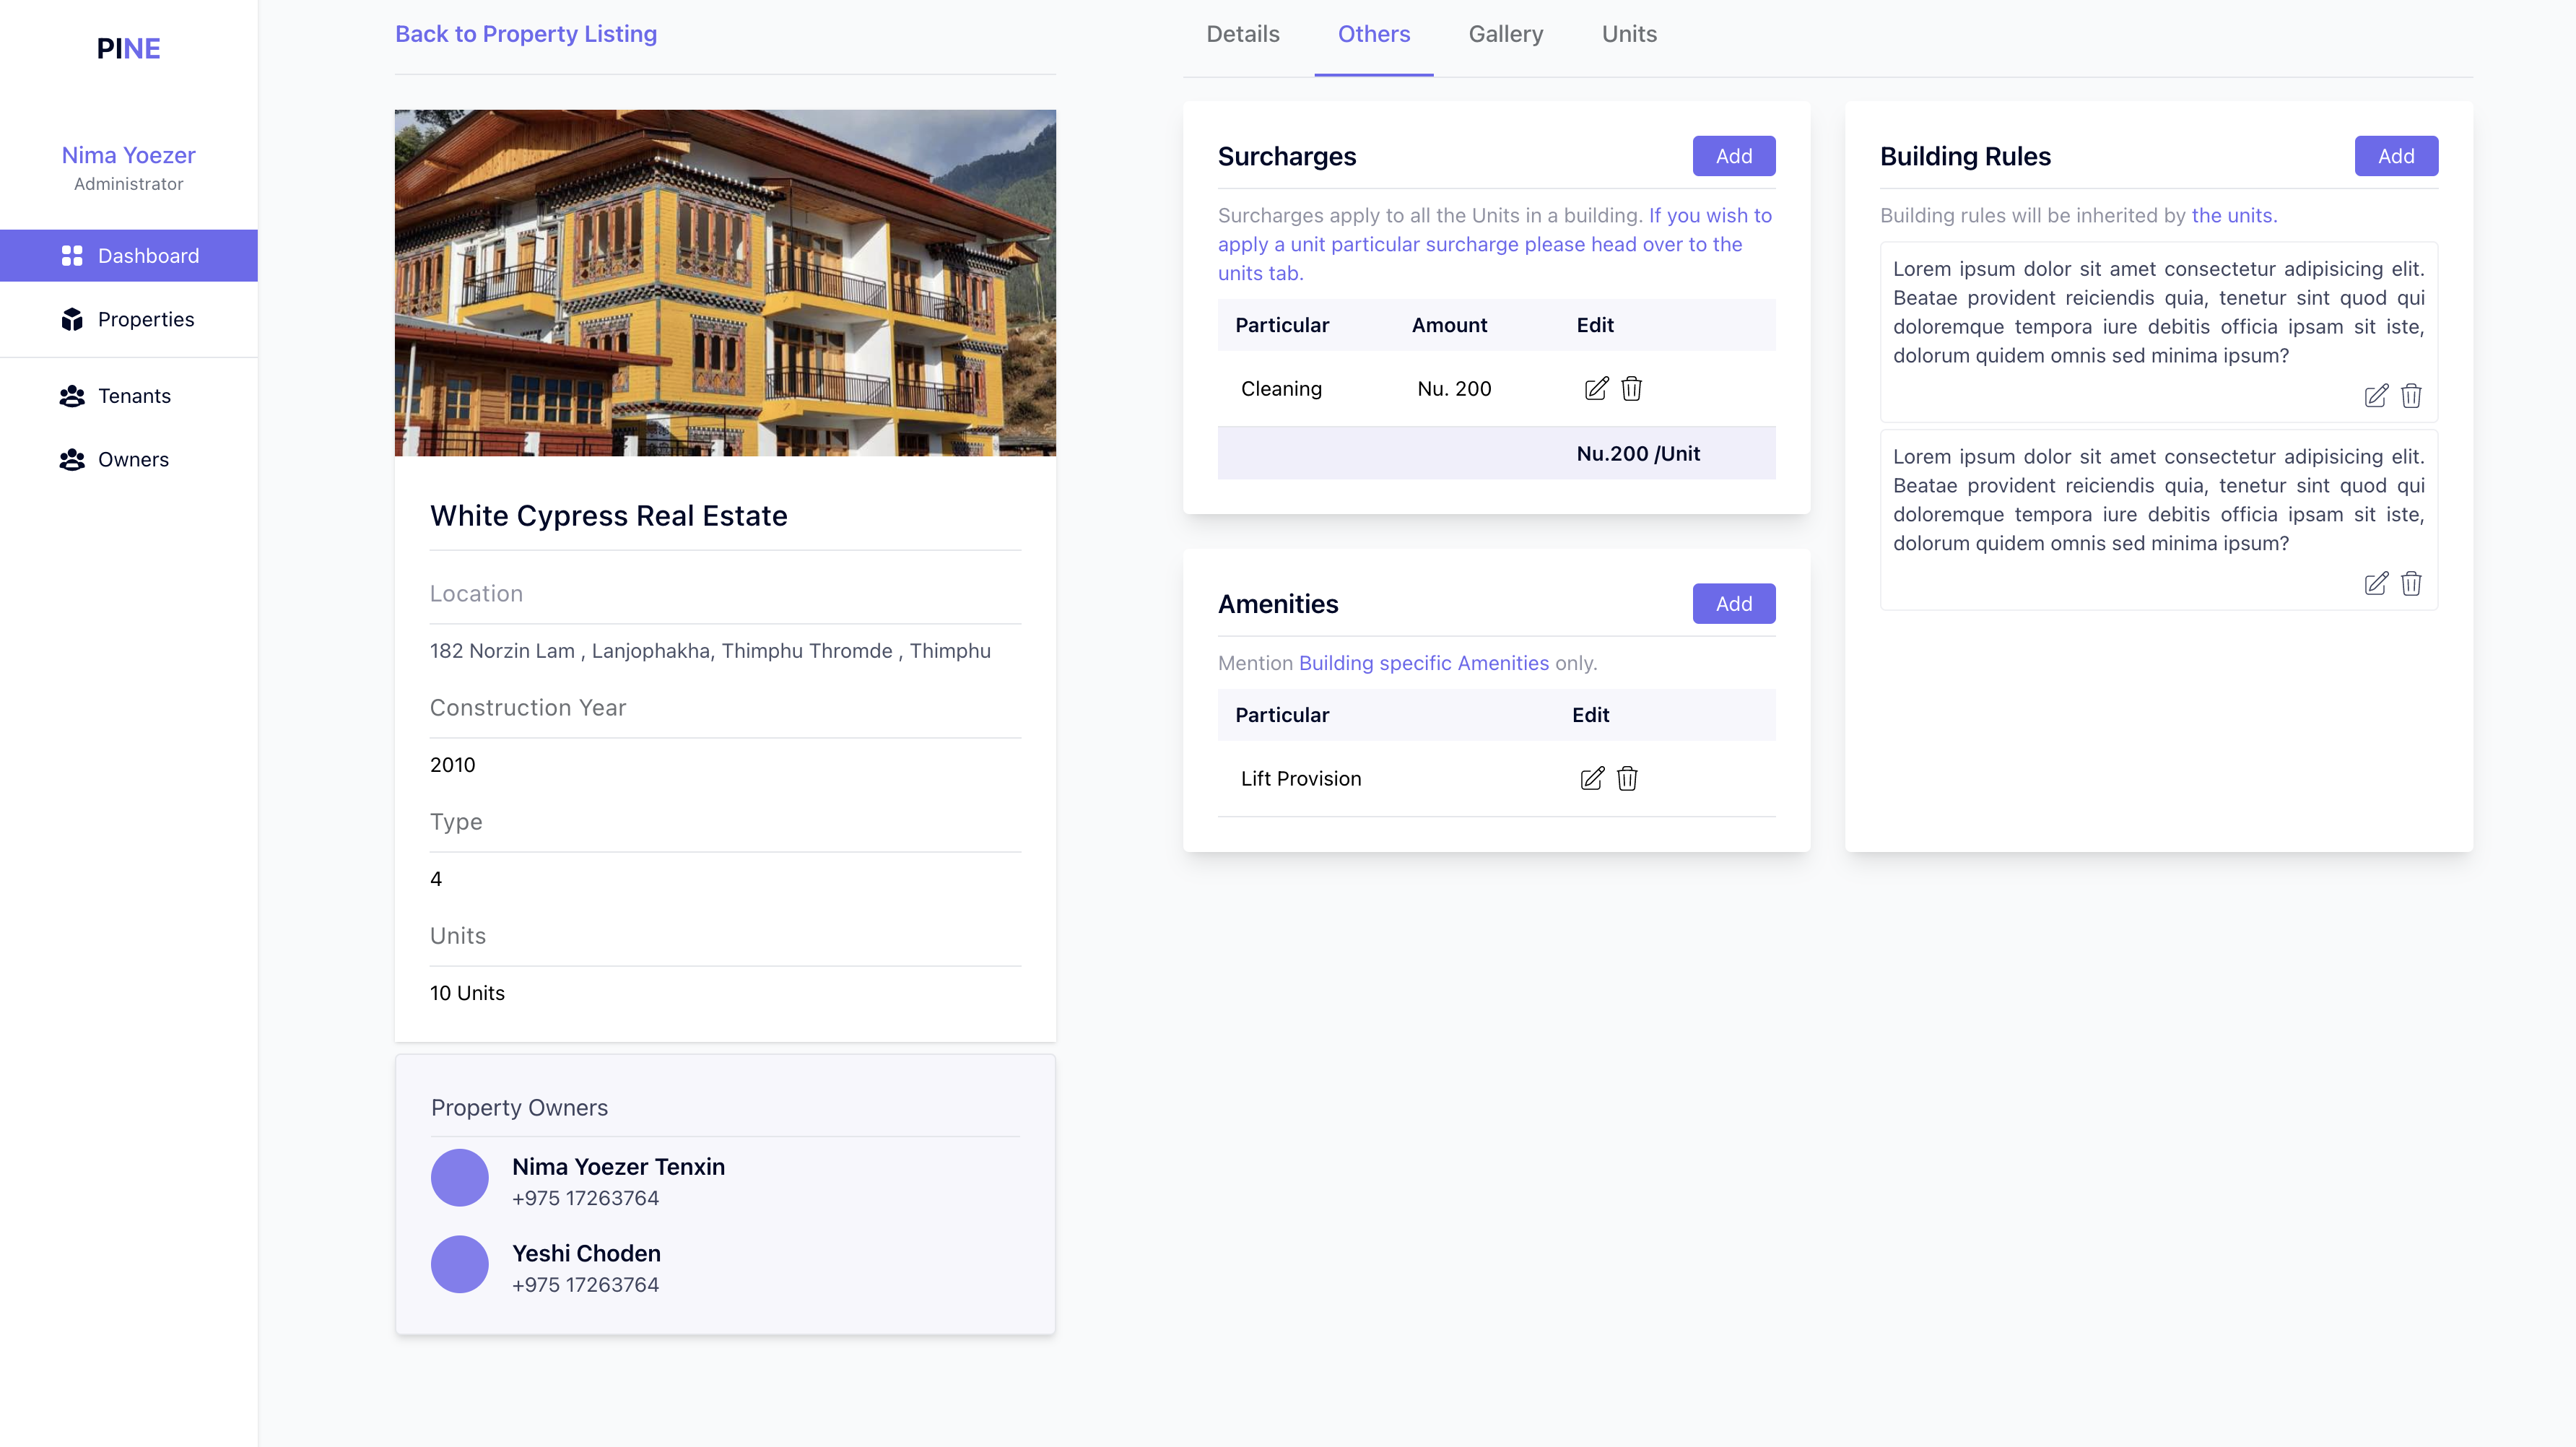 PINE
Nima Yoezer
Administrator
Dashboard
Properties
Tenants
Owners
Back to Property Listing
White Cypress Real Estate
Location
182 Norzin Lam , Lanjophakha, Thimphu Thromde , Thimphu
Construction Year
2010
Type
4
Units
10 Units
Property Owners
Nima Yoezer Tenxin
+975 17263764
Yeshi Choden
+975 17263764
Details Others Gallery Units
Surcharges Add
Surcharges apply to all the Units in a building. If you wish to
apply a unit particular surcharge please head over to the
units tab.
Particular Amount Edit
Cleaning Nu. 200
Nu.200 /Unit
Amenities Add
Mention Building specific Amenities only.
Particular Edit
Lift Provision
Building Rules Add
Building rules will be inherited by the units.
Lorem ipsum dolor sit amet consectetur adipisicing elit.
Beatae provident reiciendis quia, tenetur sint quod qui
doloremque tempora iure debitis officia ipsam sit iste,
dolorum quidem omnis sed minima ipsum?
Lorem ipsum dolor sit amet consectetur adipisicing elit.
Beatae provident reiciendis quia, tenetur sint quod qui
doloremque tempora iure debitis officia ipsam sit iste,
dolorum quidem omnis sed minima ipsum?